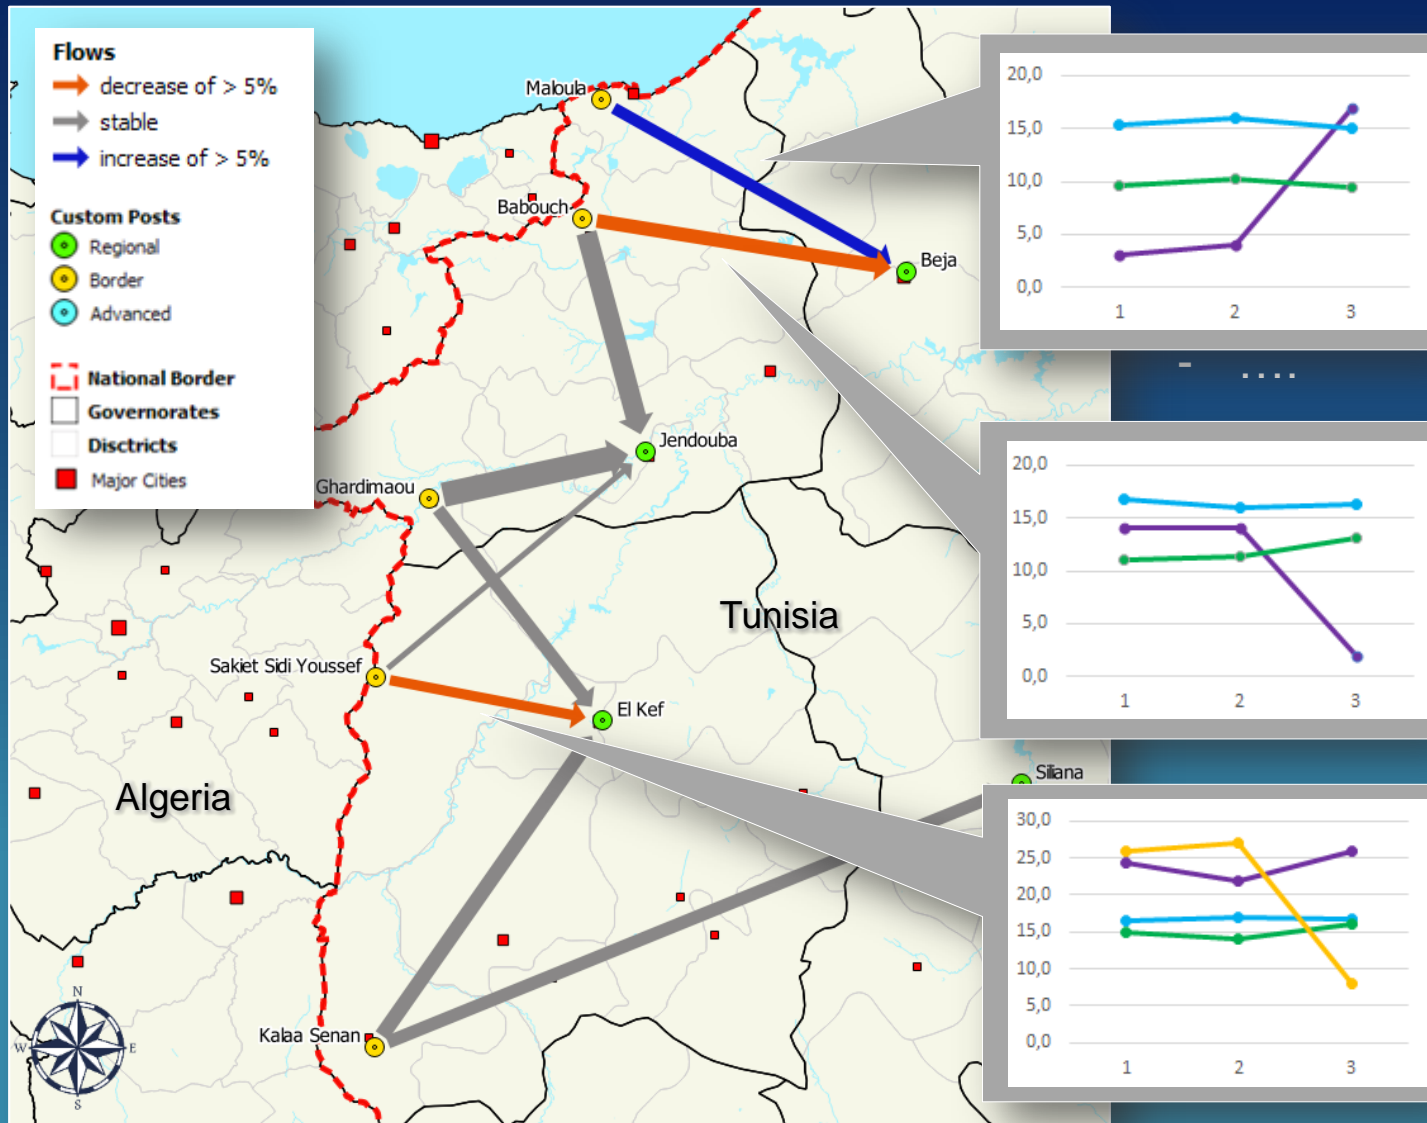 Flows
decrease of > 5%
stable
increase of > 5%
Custom Posts
Regional
Border
Advanced
National Border
Governorates
Disctricts
Major Cities
Maloula
Babouch
Beja
Jendouba
Ghardimaou
Tunisia
Sakiet Sidi Youssef
El Kef
Siliana
Algeria
Kalaa Senan
N
W
E
S
20,0
15,0
10,0
5,0
0,0
1 2 3
- ....
20,0
15,0
10,0
5,0
0,0
1 2 3
30,0
25,0
20,0
15,0
10,0
5,0
0,0
1 2 3